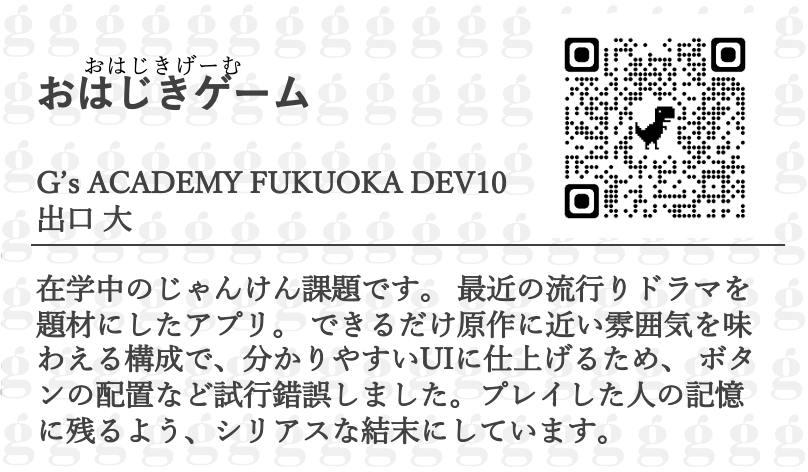 おはじきげーむ
おはじきゲーム
G’s ACADEMY FUKUOKA DEV10
出口 大
在学中のじゃんけん課題です。 最近の流行りドラマを
題材にしたアプリ。 できるだけ原作に近い雰囲気を味
わえる構成で、分かりやすいUIに仕上げるため、 ボタ
ンの配置など試行錯誤しました。プレイした人の記憶
に残るよう、シリアスな結末にしています。